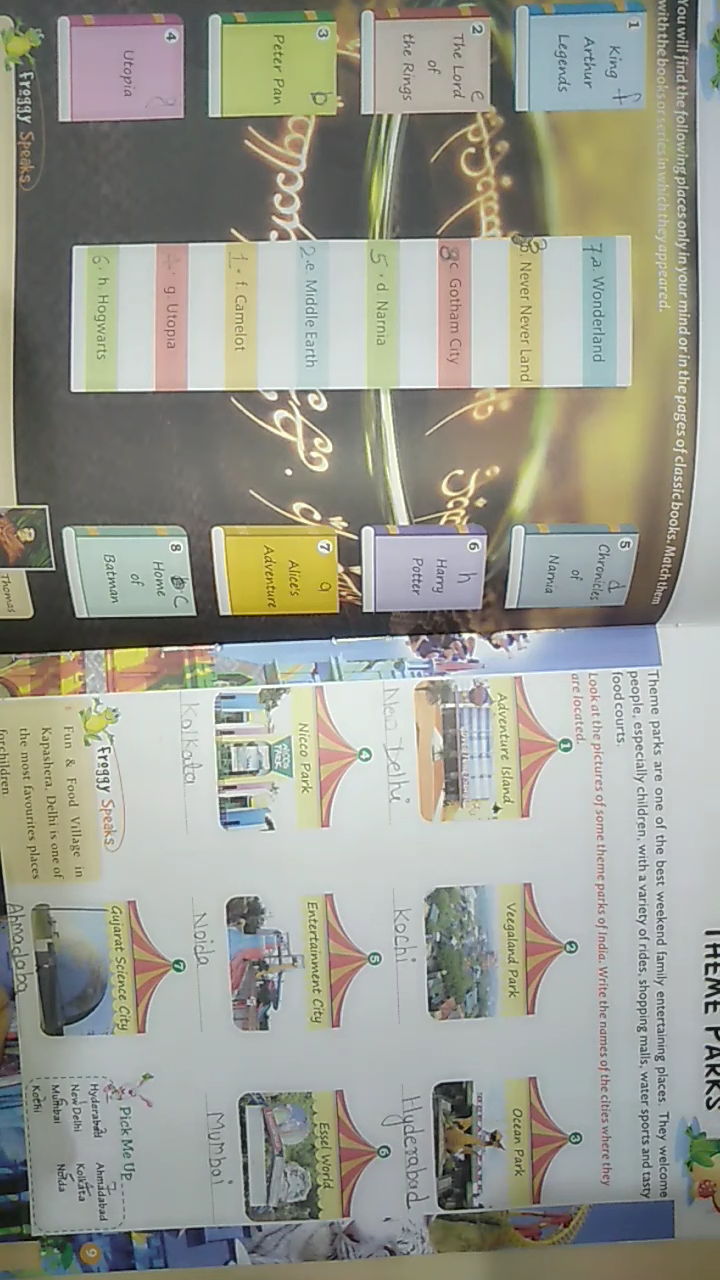 You will find the following places only in your mind or in the pages of classic books. Match them
with the books or series in which they appeared.
1
King f
Arthur
Legends
2
The Lord e
of
the Rings
3
Peter Pan b
4
Utopia
7 a. Wonderland
b. Never Never Land
8 c. Gotham City
5 d Narnia
2 e. Middle Earth
1 f. Camelot
g. Utopia
6 h. Hogwarts
5
d
Chronicles
of
Narnia
6
h
Harry
Potter
7
a
Alice's
Adventure
8
C
Home
of
Batman
Froggy Speaks
Thomas
THEME PARKS
Theme parks are one of the best weekend family entertaining places. They welcome
people, especially children, with a variety of rides, shopping malls, water sports and tasty
food courts.
Look at the pictures of some theme parks of India. Write the names of the cities where they
are located.
1
Adventure Island
New Delhi
2
Veegaland Park
Kochi
3
Ocean Park
Hyderabad
4
Nicco Park
NICCO PARK
Kolkata
5
Entertainment City
Noida
6
Essel World
Mumbai
7
Gujarat Science City
Ahmadaba
Froggy Speaks
Fun & Food Village in
Kapashera, Delhi is one of
the most favourites places
for children.
Pick Me Up
Hyderabad Ahmadabad
New Delhi Kolkata
Mumbai Noida
Kochi
9